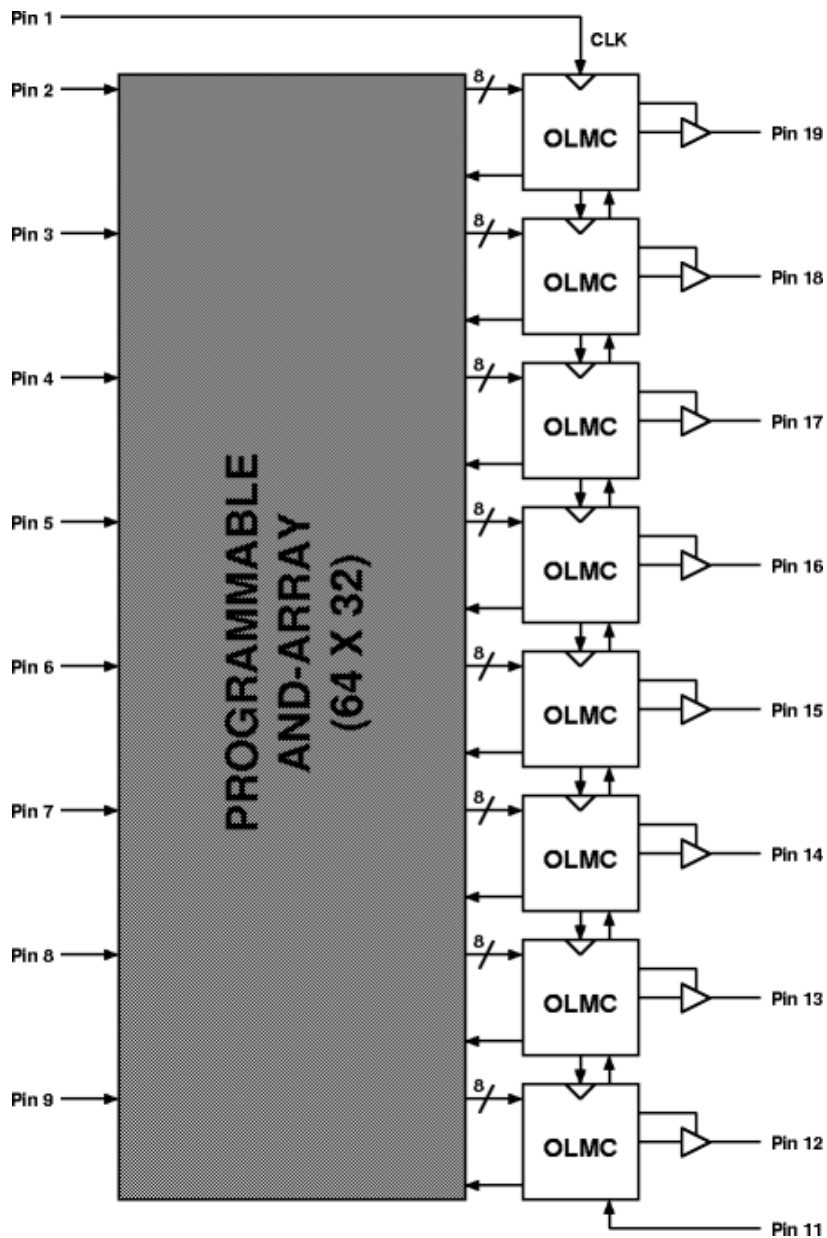 Pin 1
CLK
Pin 2
8
OLMC
Pin 19
Pin 3
8
OLMC
Pin 18
Pin 4
8
OLMC
Pin 17
PROGRAMMABLE
AND-ARRAY
(64 X 32)
Pin 5
8
OLMC
Pin 16
Pin 6
8
OLMC
Pin 15
Pin 7
8
OLMC
Pin 14
Pin 8
8
OLMC
Pin 13
Pin 9
8
OLMC
Pin 12
Pin 11